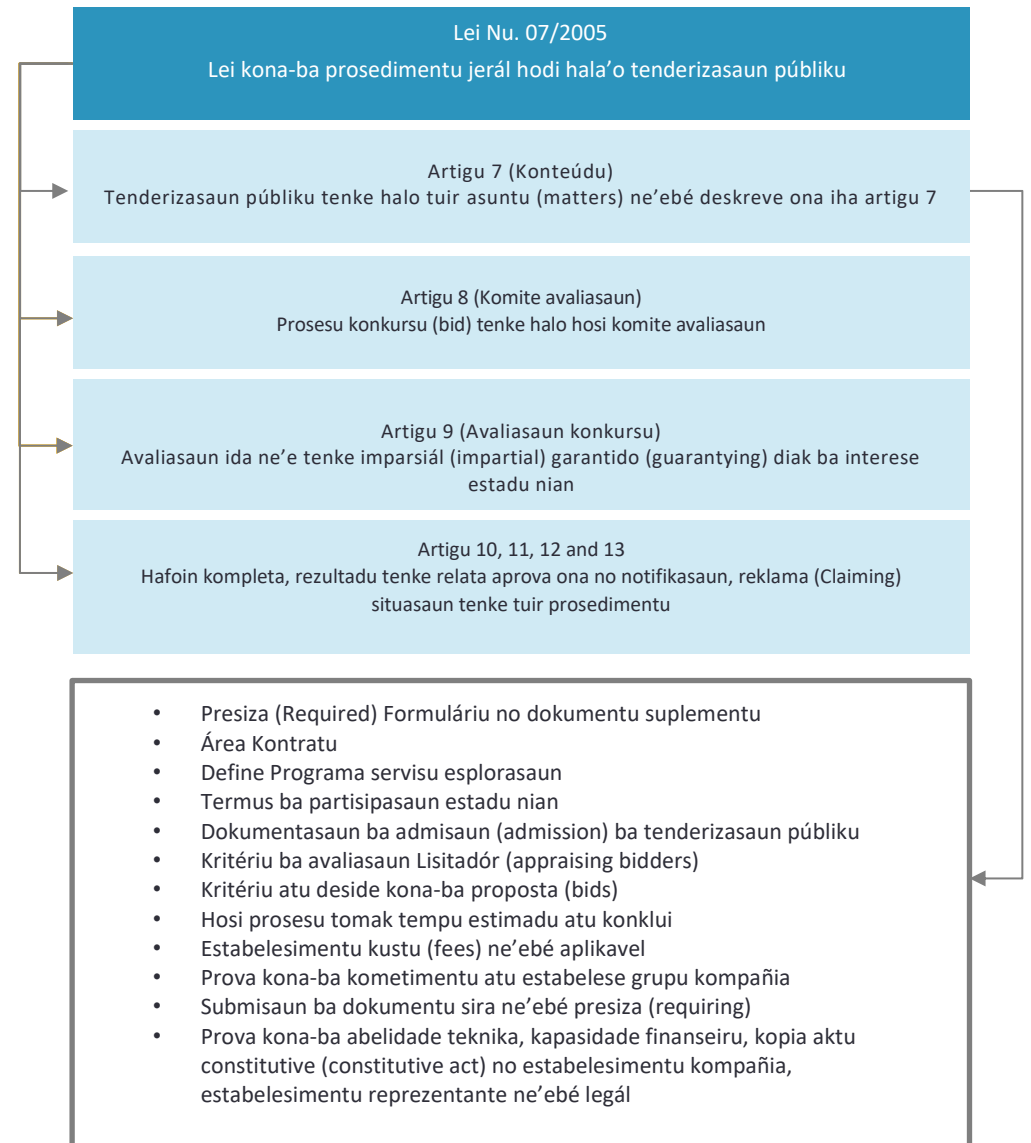 Lei Nu. 07/2005
Lei kona-ba prosedimentu jerál hodi hala’o tenderizasaun públiku
Artigu 7 (Konteúdu)
Tenderizasaun públiku tenke halo tuir asuntu (matters) ne’ebé deskreve ona iha artigu 7
Artigu 8 (Komite avaliasaun)
Prosesu konkursu (bid) tenke halo hosi komite avaliasaun
Artigu 9 (Avaliasaun konkursu)
Avaliasaun ida ne’e tenke imparsiál (impartial) garantido (guarantying) diak ba interese
estadu nian
Artigu 10, 11, 12 and 13
Hafoin kompleta, rezultadu tenke relata aprova ona no notifikasaun, reklama (Claiming)
situasaun tenke tuir prosedimentu
• Presiza (Required) Formuláriu no dokumentu suplementu
• Área Kontratu
• Define Programa servisu esplorasaun
• Termus ba partisipasaun estadu nian
• Dokumentasaun ba admisaun (admission) ba tenderizasaun públiku
• Kritériu ba avaliasaun Lisitadór (appraising bidders)
• Kritériu atu deside kona-ba proposta (bids)
• Hosi prosesu tomak tempu estimadu atu konklui
• Estabelesimentu kustu (fees) ne’ebé aplikavel
• Prova kona-ba kometimentu atu estabelese grupu kompañia
• Submisaun ba dokumentu sira ne’ebé presiza (requiring)
• Prova kona-ba abelidade teknika, kapasidade finanseiru, kopia aktu
constitutive (constitutive act) no estabelesimentu kompañia,
estabelesimentu reprezentante ne’ebé legál